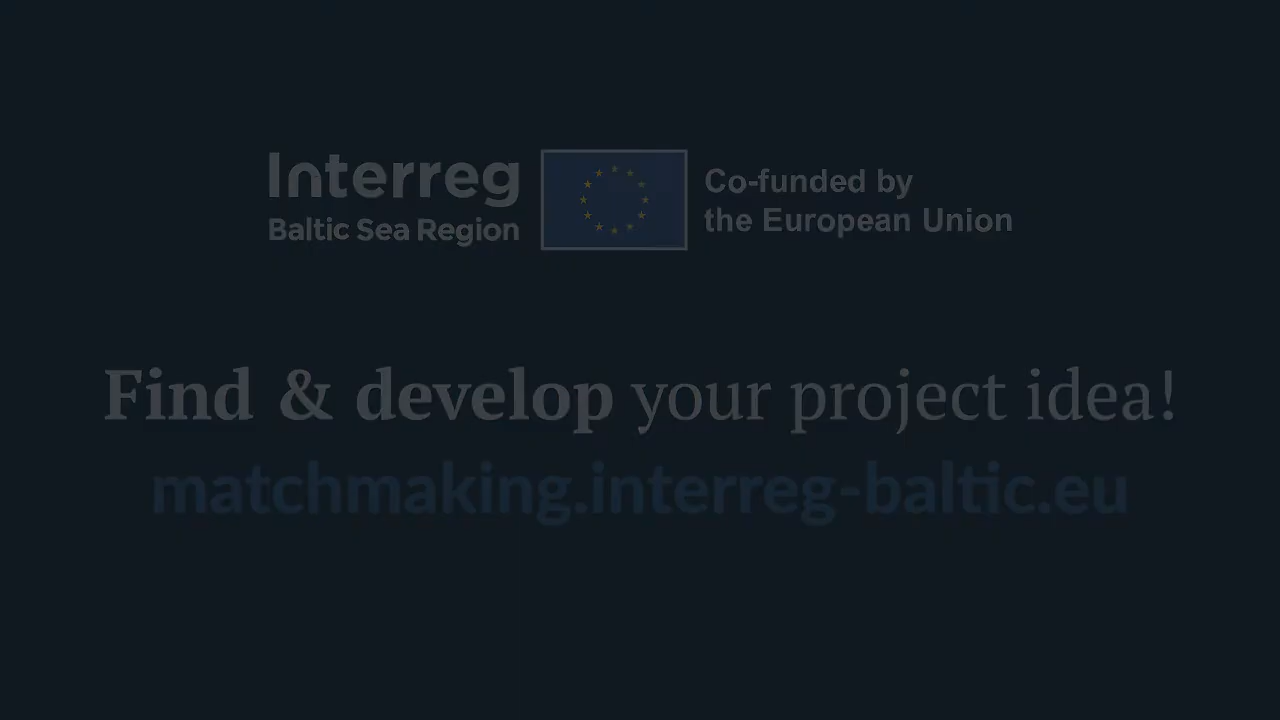 Interreg
Baltic Sea Region
Co-funded by
the European Union
Find & develop your project idea!
matchmaking.interreg-baltic.eu